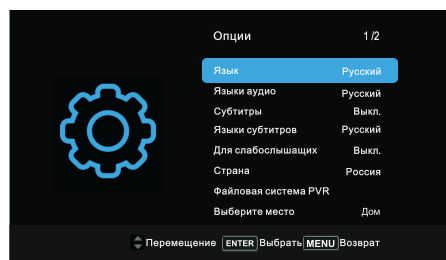 Опции 1/2
Язык Русский
Языки аудио Русский
Субтитры Выкл.
Языки субтитров Русский
Для слабослышащих Выкл.
Страна Россия
Файловая система PVR
Выберите место Дом
Перемещение ENTER Выбрать MENU Возврат